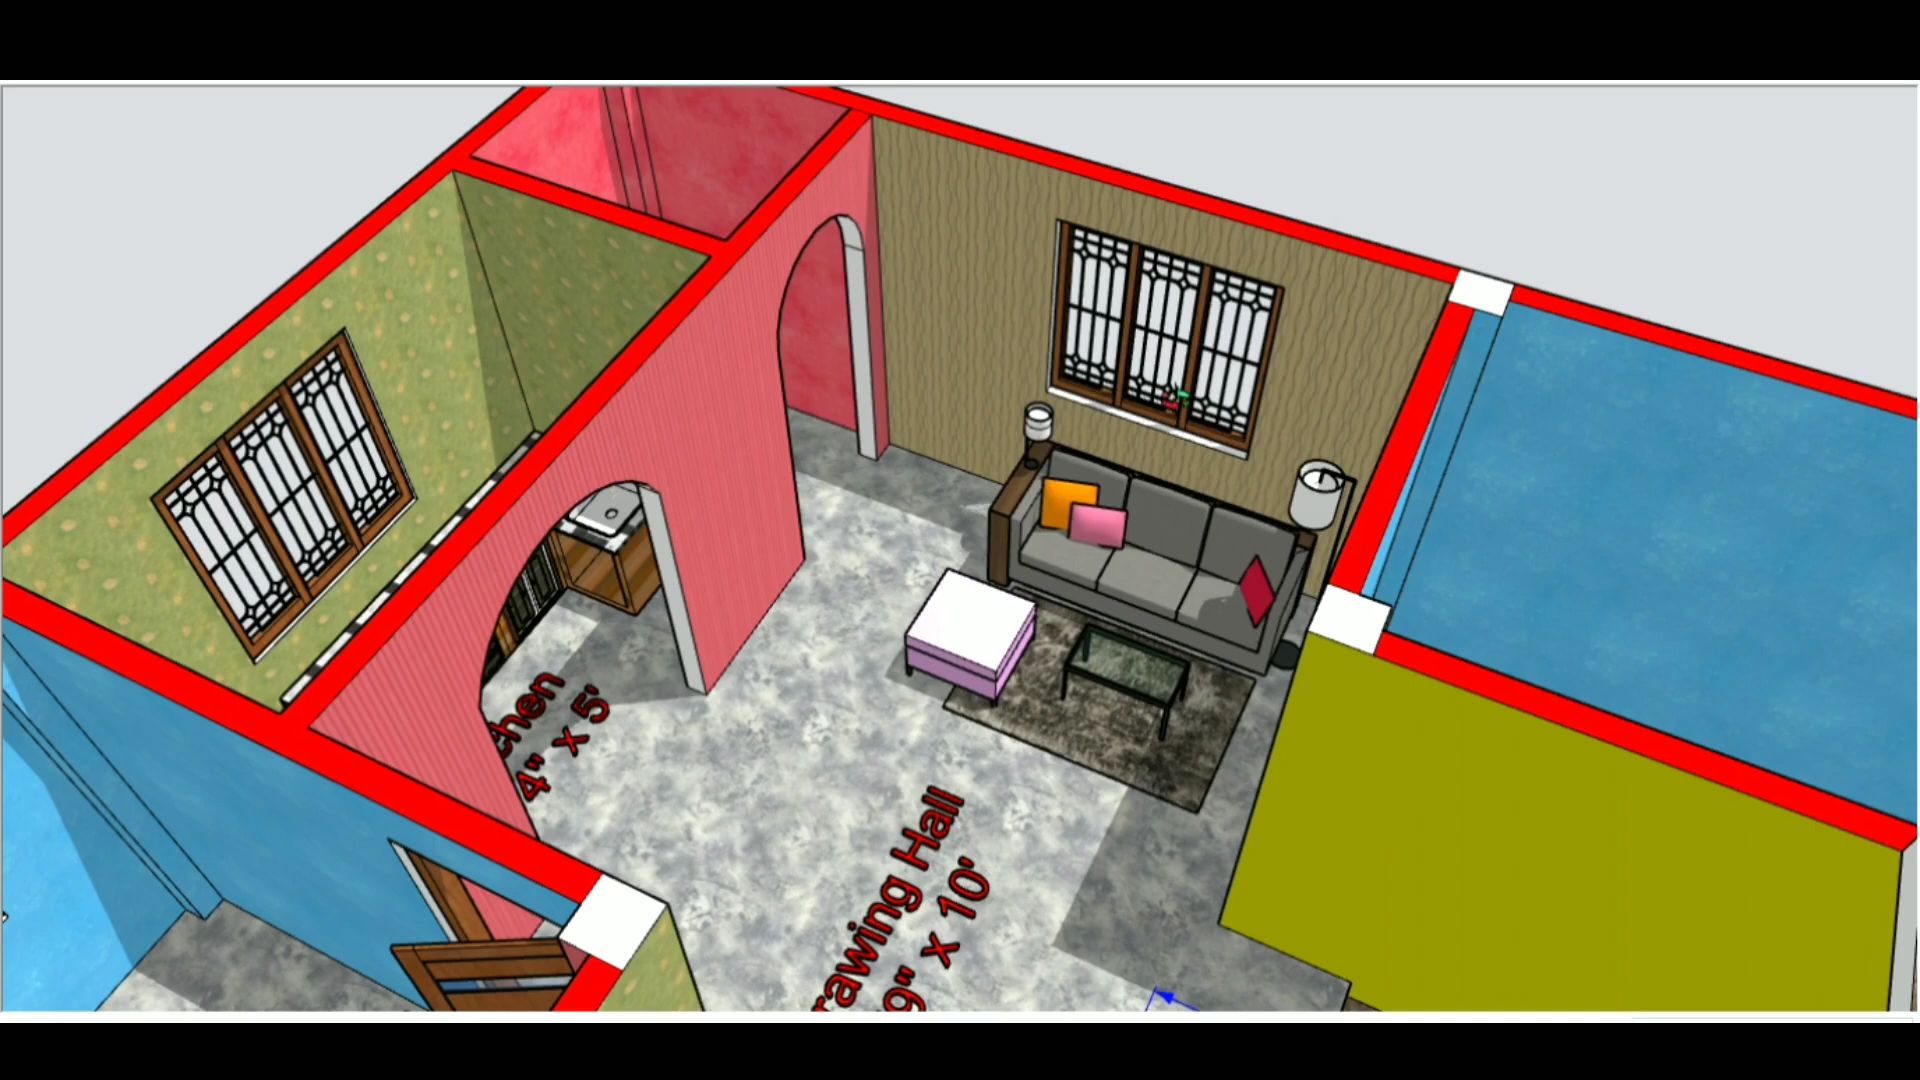 chen
4" x 5'
rawing Hall
9" x 10'